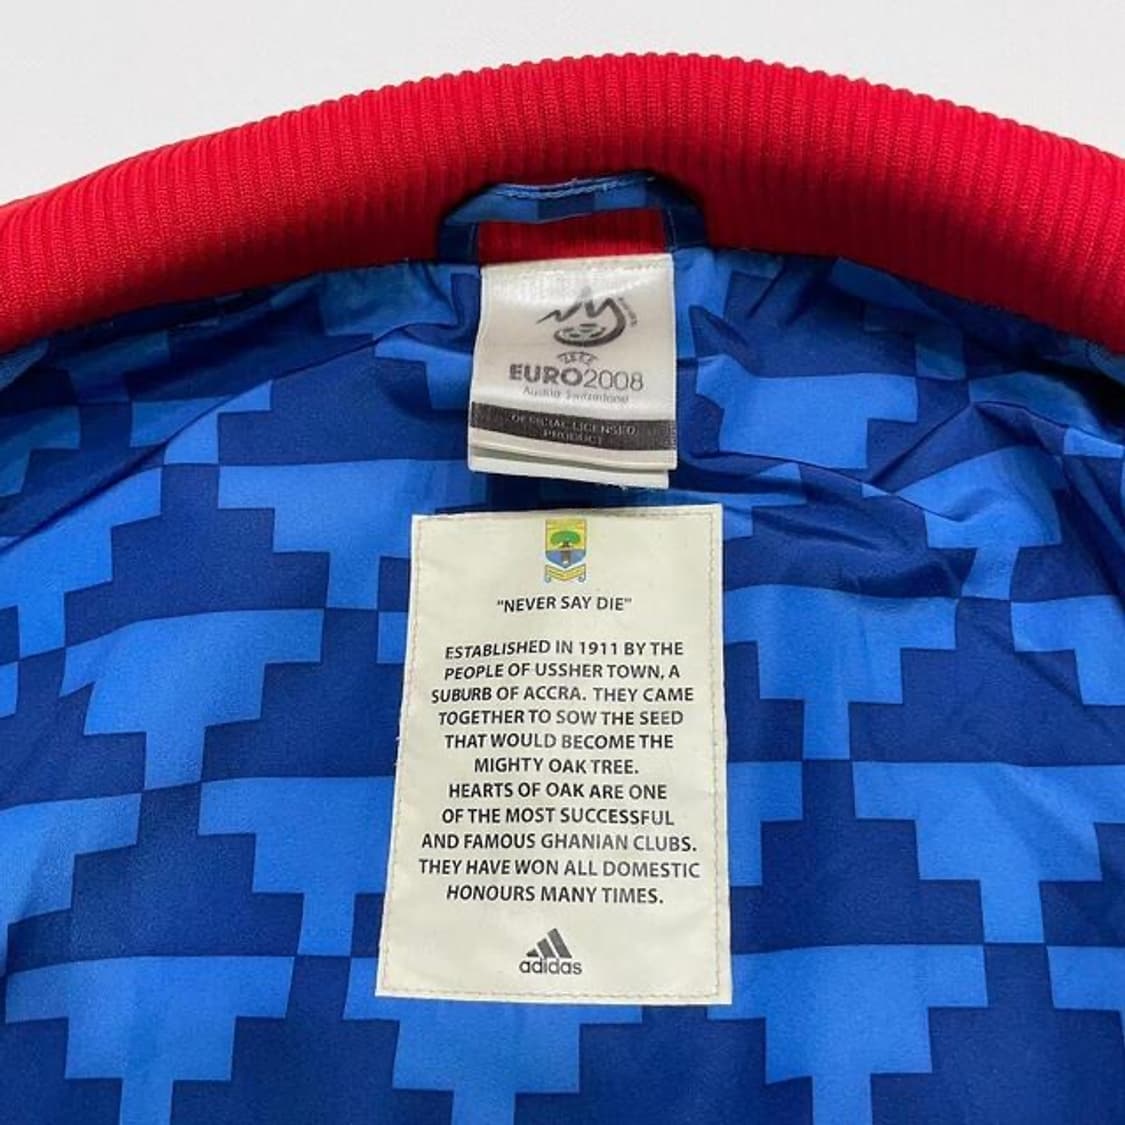 UEFA
EURO2008
Austria-Switzerland
OFFICIAL LICENSED
PRODUCT
"NEVER SAY DIE"
ESTABLISHED IN 1911 BY THE
PEOPLE OF USSHER TOWN, A
SUBURB OF ACCRA. THEY CAME
TOGETHER TO SOW THE SEED
THAT WOULD BECOME THE
MIGHTY OAK TREE.
HEARTS OF OAK ARE ONE
OF THE MOST SUCCESSFUL
AND FAMOUS GHANIAN CLUBS.
THEY HAVE WON ALL DOMESTIC
HONOURS MANY TIMES.
adidas